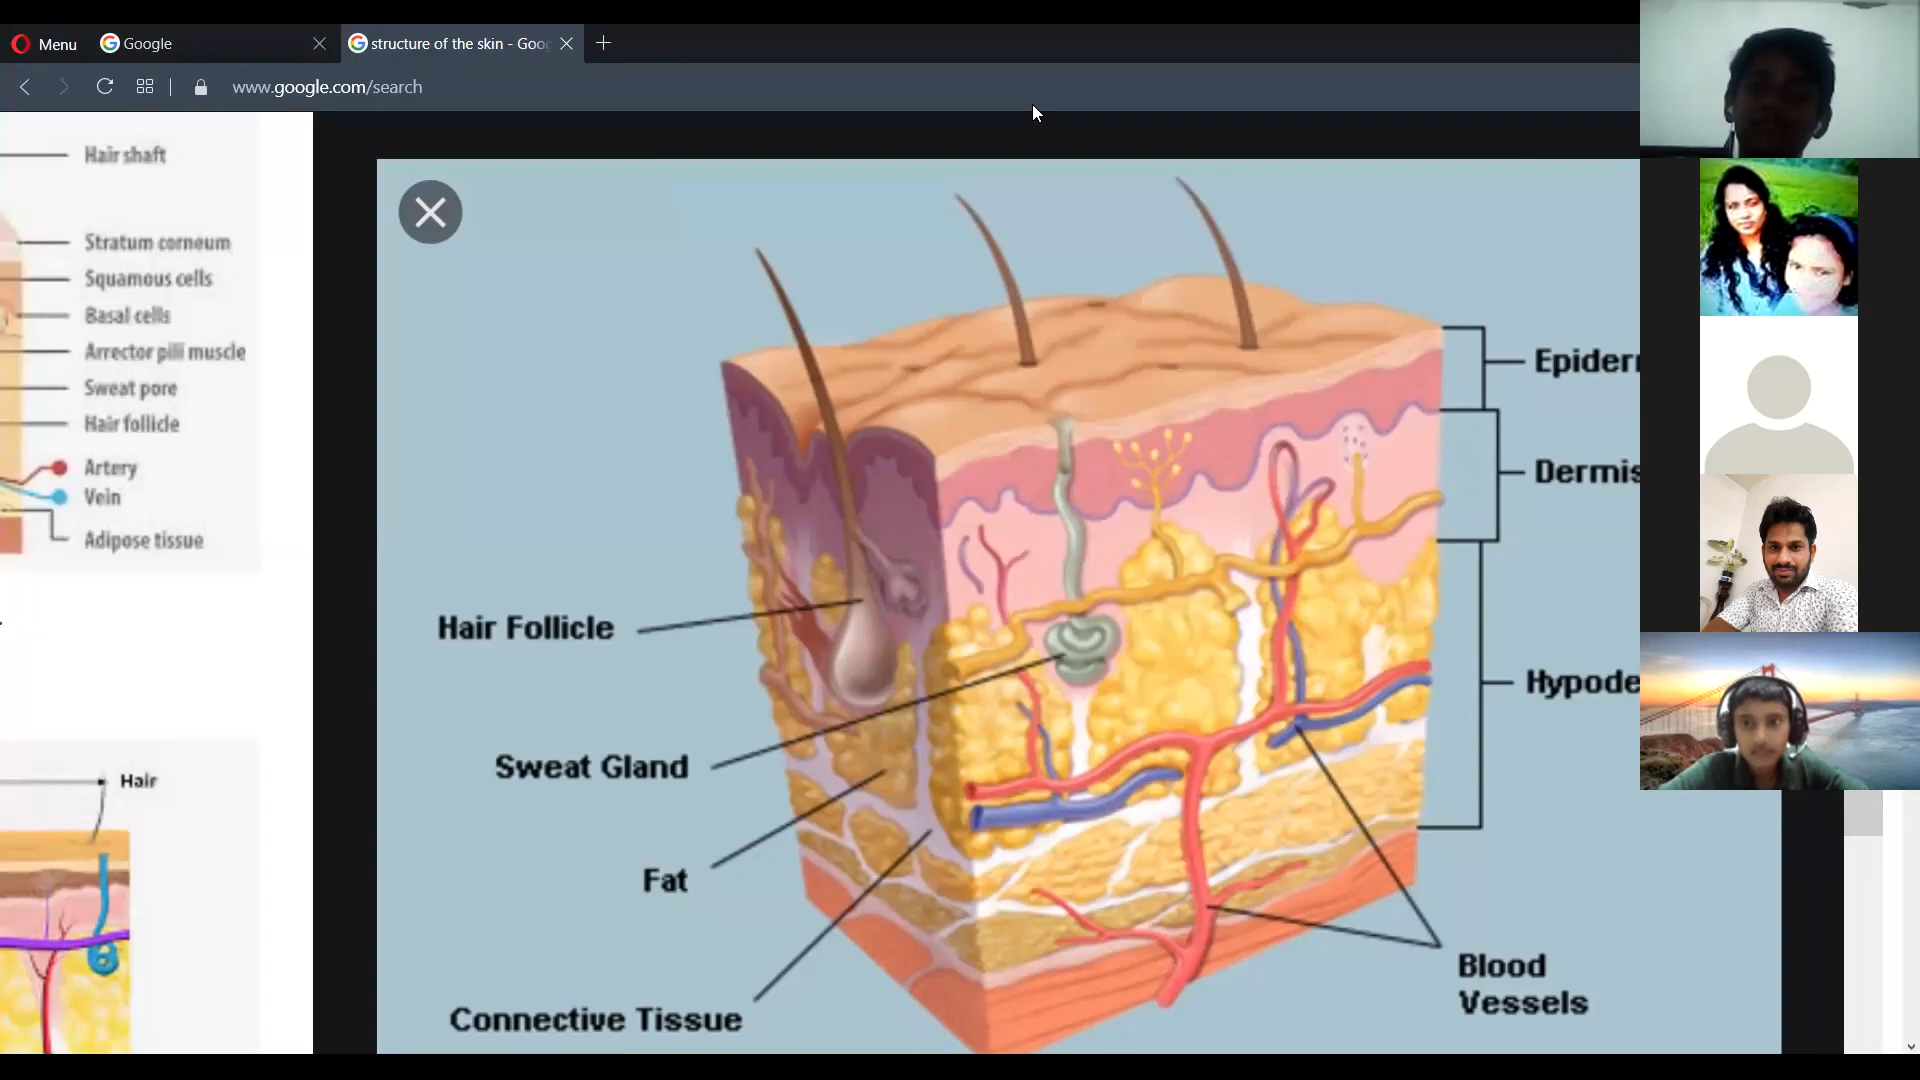 Menu
Google
structure of the skin - Goo
www.google.com/search
Hair shaft
Stratum corneum
Squamous cells
Basal cells
Arrector pili muscle
Sweat pore
Hair follicle
Artery
Vein
Adipose tissue
Hair
Epider
Dermis
Hypode
Hair Follicle
Sweat Gland
Fat
Connective Tissue
Blood
Vessels